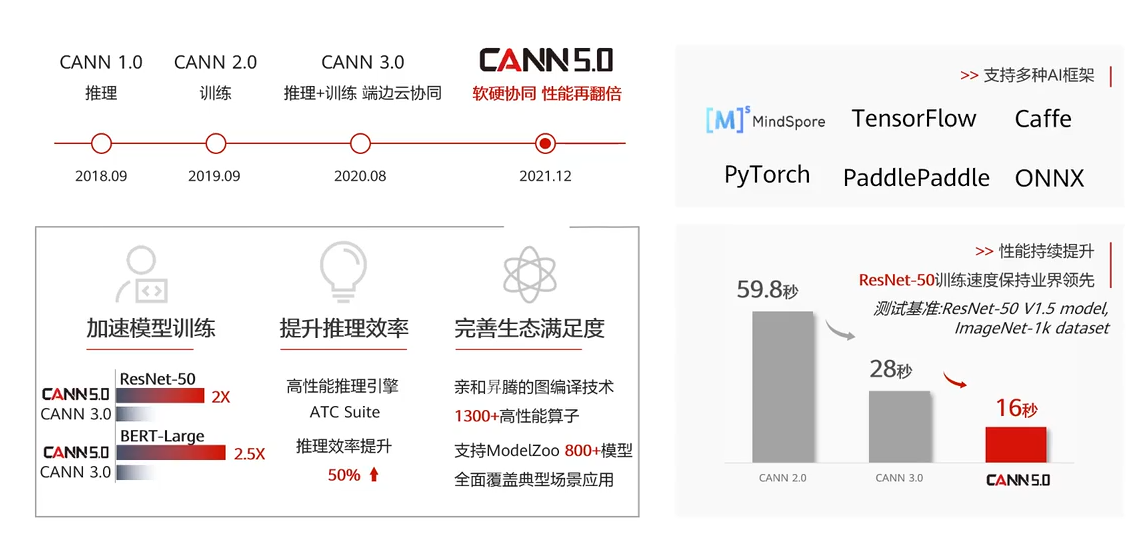 CANN 1.0
推理
2018.09
CANN 2.0
训练
2019.09
CANN 3.0
推理+训练 端边云协同
2020.08
CANN 5.0
软硬协同 性能再翻倍
2021.12
>> 支持多种AI框架
[M]s MindSpore
TensorFlow
Caffe
PyTorch
PaddlePaddle
ONNX
加速模型训练
ResNet-50
CANN 5.0
2X
CANN 3.0
BERT-Large
CANN 5.0
2.5X
CANN 3.0
提升推理效率
高性能推理引擎
ATC Suite
推理效率提升
50%
完善生态满足度
亲和昇腾的图编译技术
1300+高性能算子
支持ModelZoo 800+模型
全面覆盖典型场景应用
>> 性能持续提升
ResNet-50训练速度保持业界领先
测试基准:ResNet-50 V1.5 model,
ImageNet-1k dataset
59.8秒
28秒
16秒
CANN 2.0
CANN 3.0
CANN 5.0